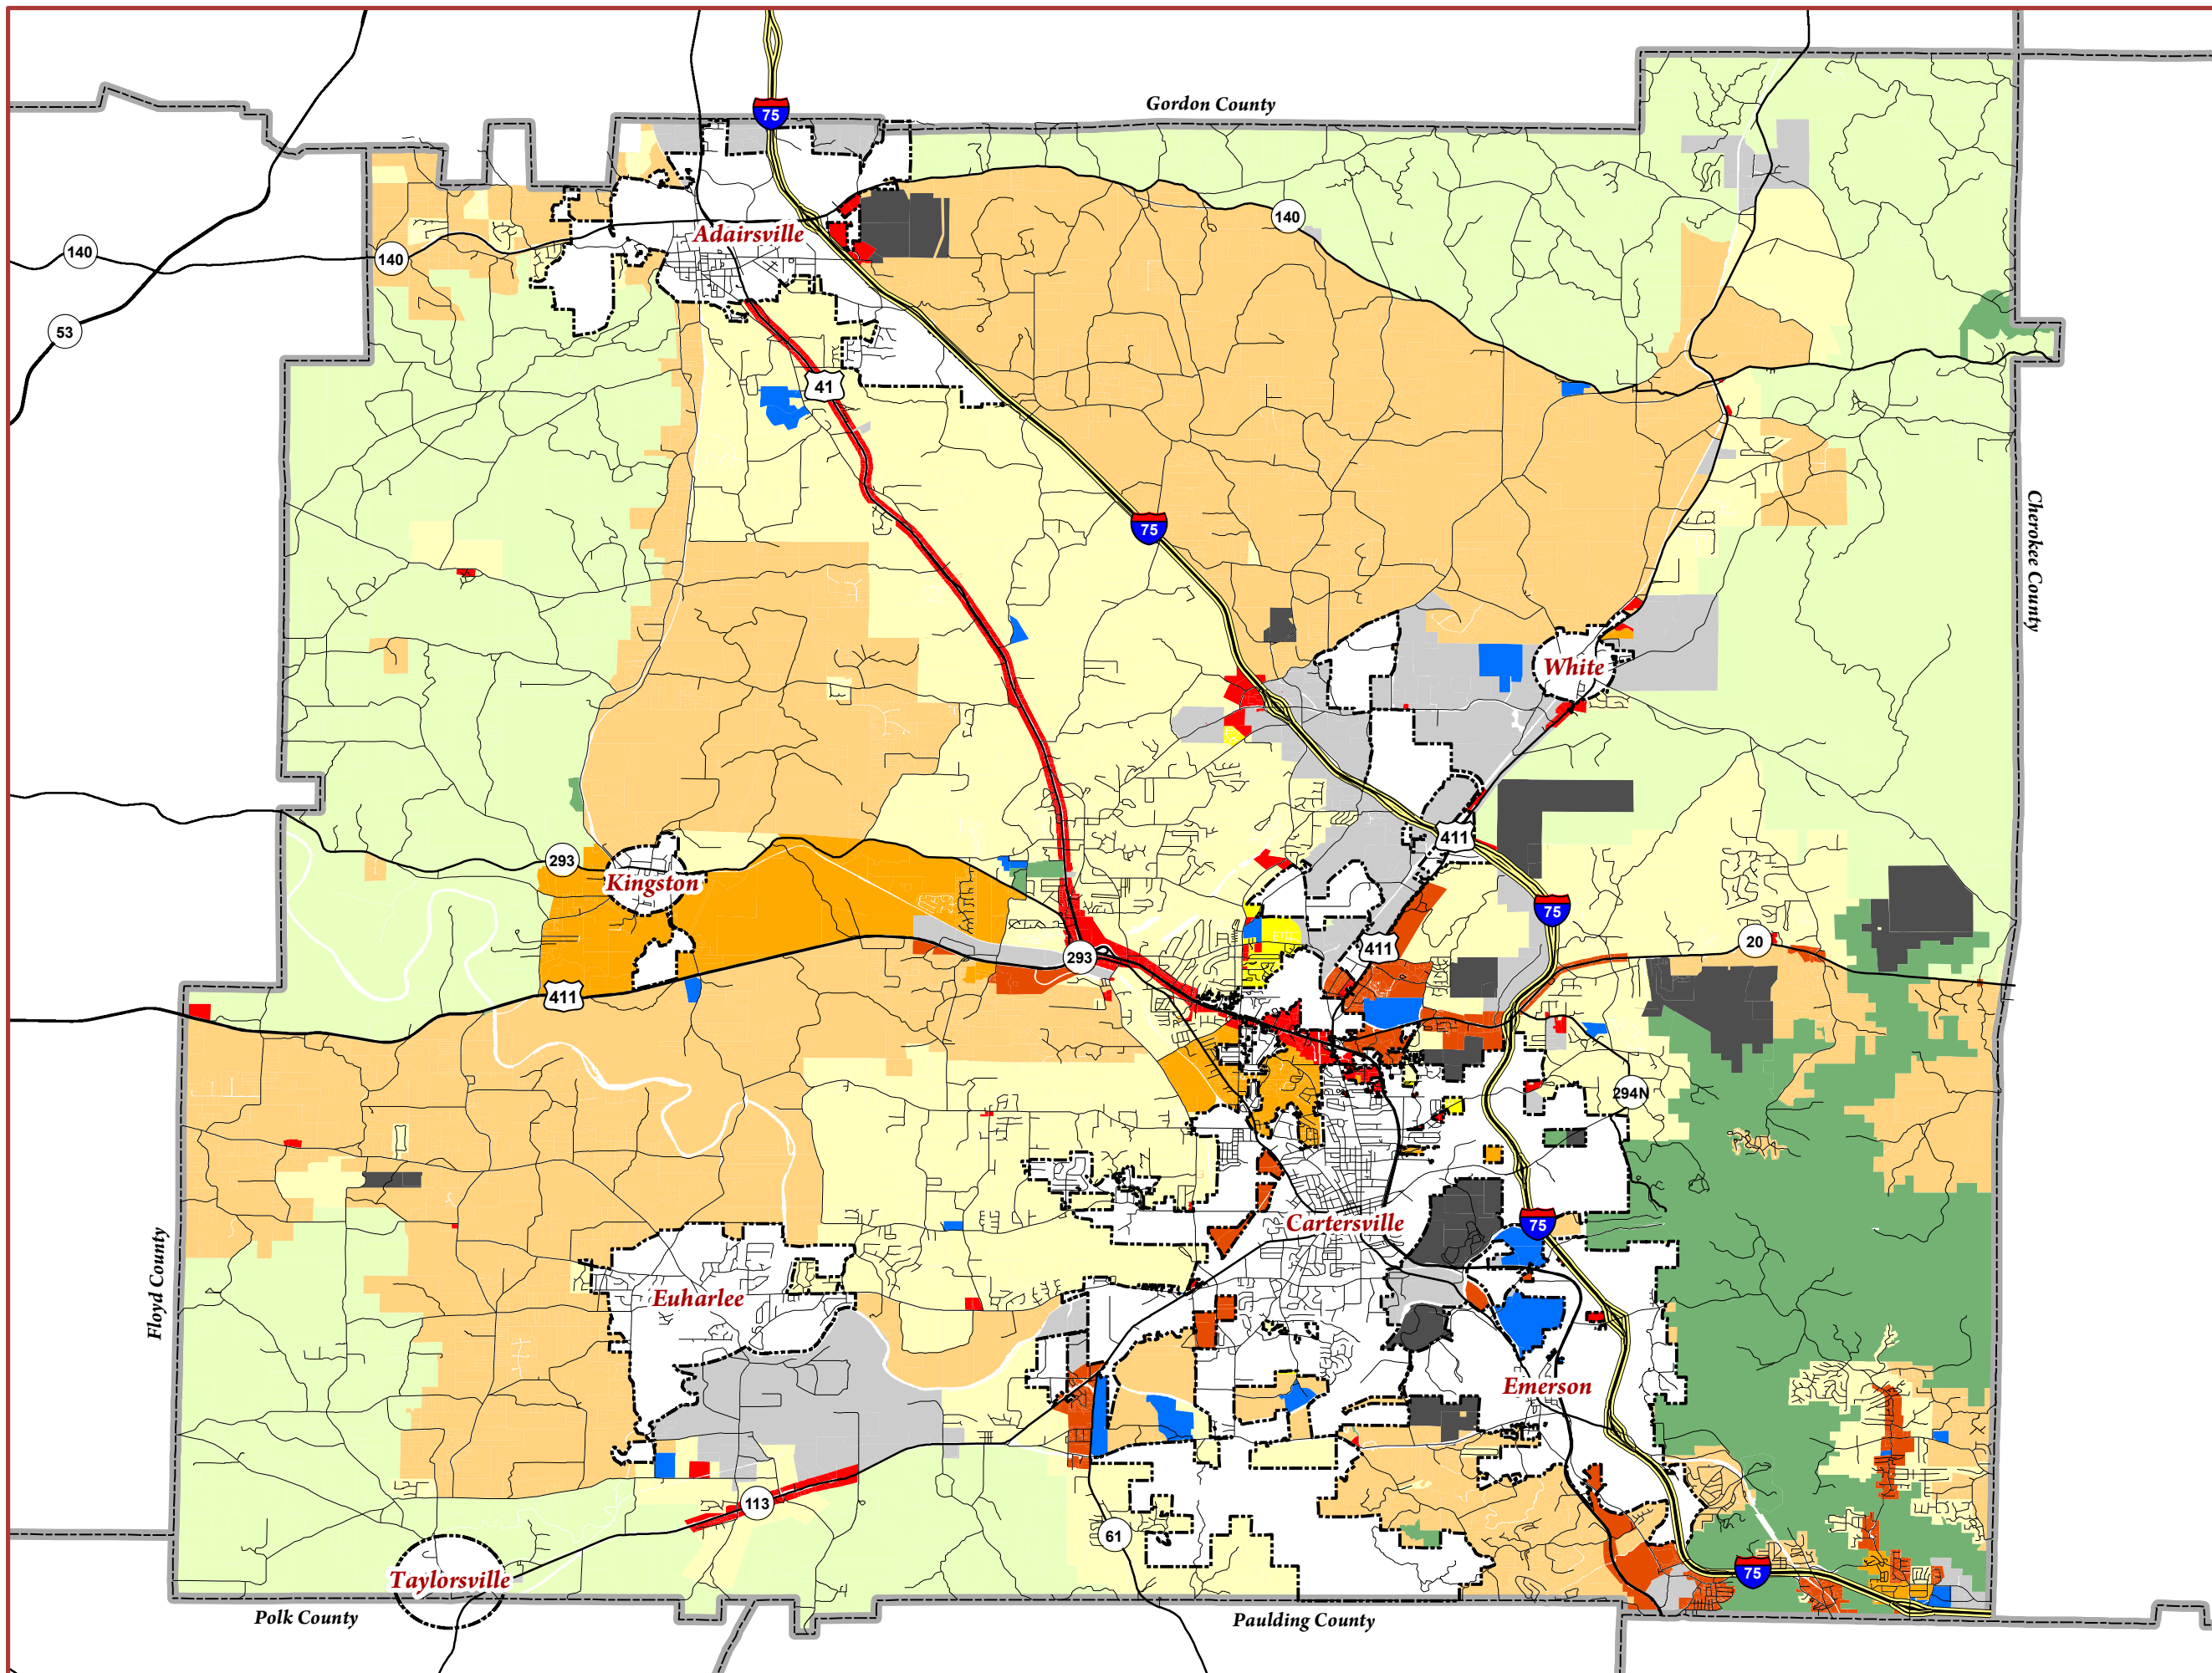 Gordon County
75
140
Adairsville
140
140
53
41
Cherokee County
75
White
411
293
Kingston
75
411
20
293
411
294N
Cartersville
75
Floyd County
Euharlee
Emerson
113
61
75
Taylorsville
Polk County
Paulding County